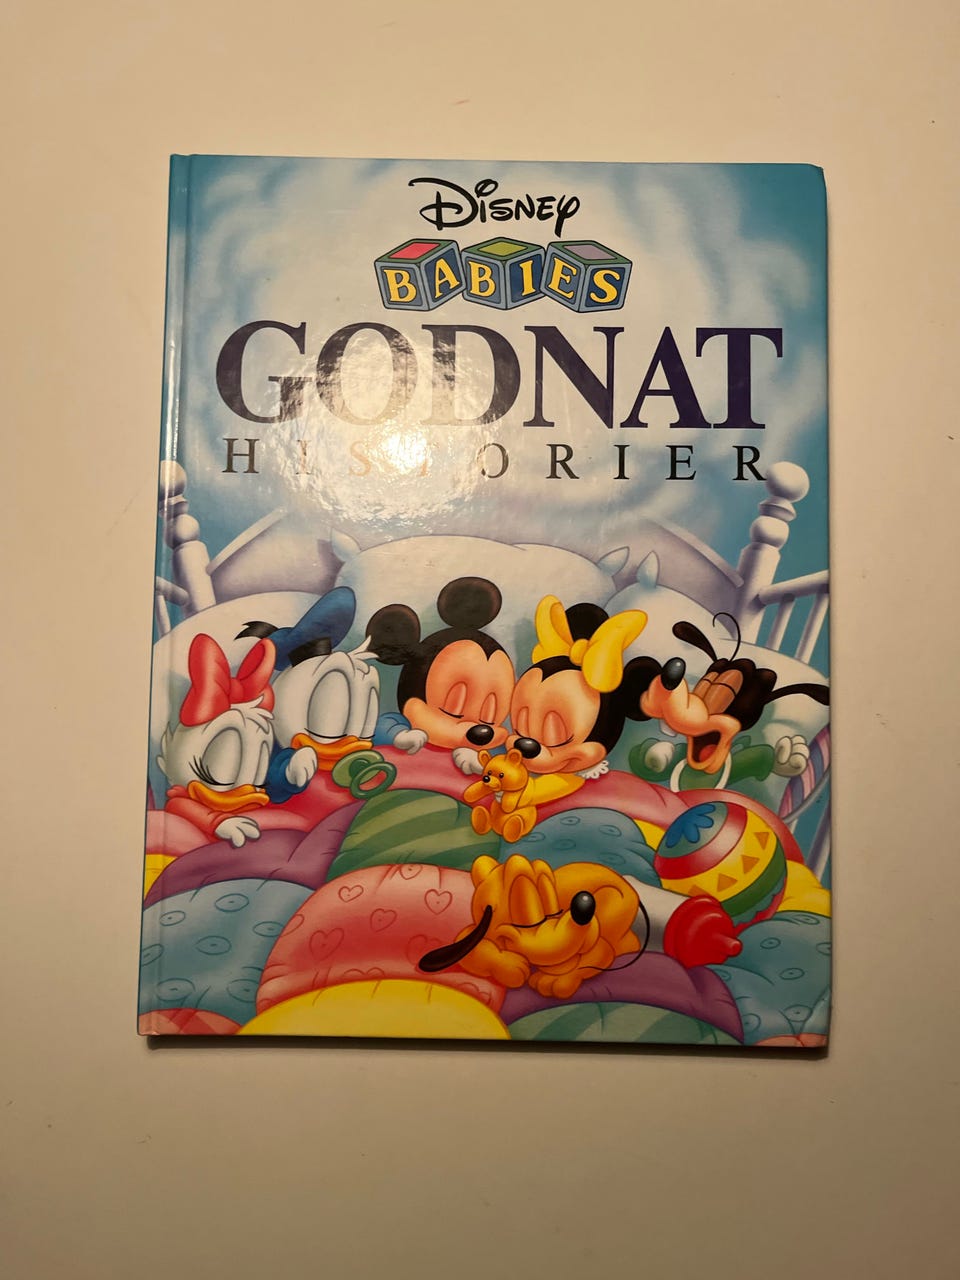 Disney
BABIES
GODNAT
HISTORIER